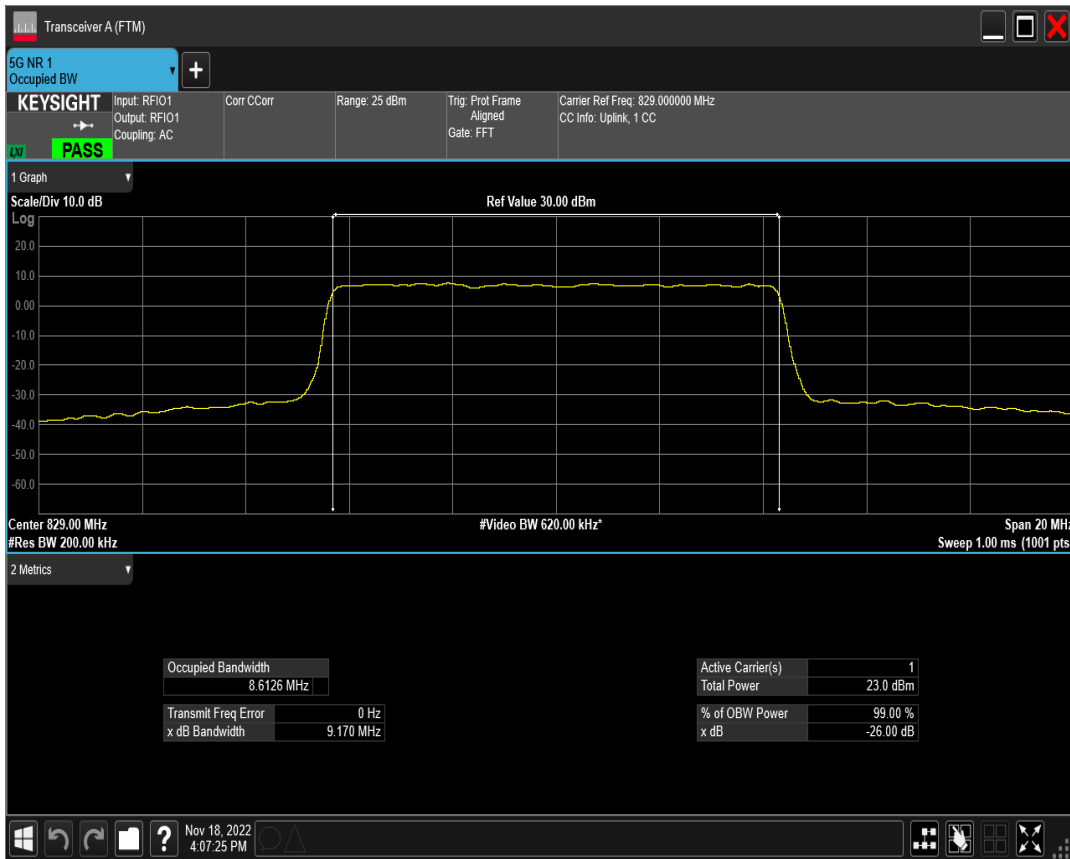 Transceiver A (FTM)
5G NR 1
Occupied BW
+
KEYSIGHT
LXI
PASS
Input: RFIO1
Output: RFIO1
Coupling: AC
Corr CCorr
Range: 25 dBm
Trig: Prot Frame
Aligned
Gate: FFT
Carrier Ref Freq: 829.000000 MHz
CC Info: Uplink, 1 CC
1 Graph
Scale/Div 10.0 dB
Ref Value 30.00 dBm
Log
20.0
10.0
0.00
-10.0
-20.0
-30.0
-40.0
-50.0
-60.0
Center 829.00 MHz
#Video BW 620.00 kHz*
Span 20 MHz
#Res BW 200.00 kHz
Sweep 1.00 ms (1001 pts
2 Metrics
Occupied Bandwidth
8.6126 MHz
Transmit Freq Error 0 Hz
x dB Bandwidth 9.170 MHz
Active Carrier(s) 1
Total Power 23.0 dBm
% of OBW Power 99.00 %
x dB -26.00 dB
?
Nov 18, 2022
4:07:25 PM